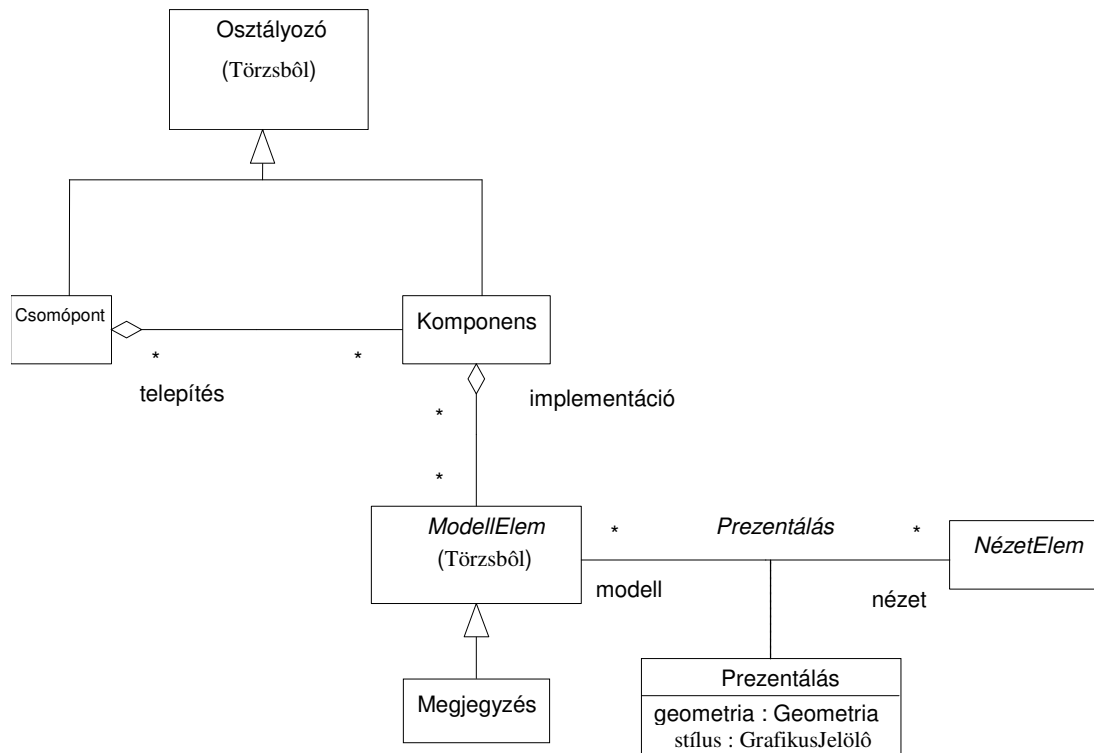 Osztályozó
(Törzsbôl)
Csomópont
Komponens
*
*
telepítés
implementáció
*
*
ModellElem
(Törzsbôl)
*
Prezentálás
*
NézetElem
modell
nézet
Megjegyzés
Prezentálás
geometria : Geometria
stílus : GrafikusJelölô